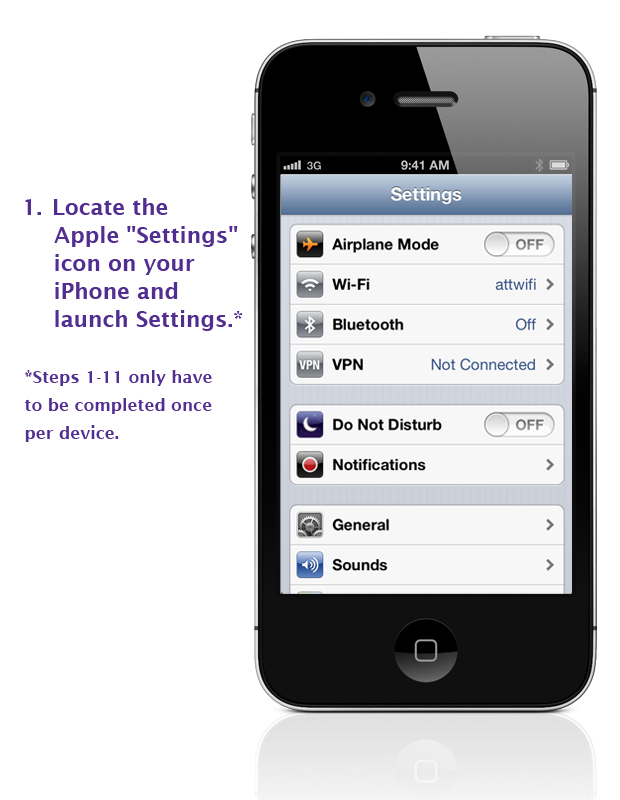 1. Locate the
Apple "Settings"
icon on your
iPhone and
launch Settings.*
*Steps 1-11 only have
to be completed once
per device.
3G 9:41 AM
Settings
Airplane Mode OFF
Wi-Fi attwifi
Bluetooth Off
VPN VPN Not Connected
Do Not Disturb OFF
Notifications
General
Sounds